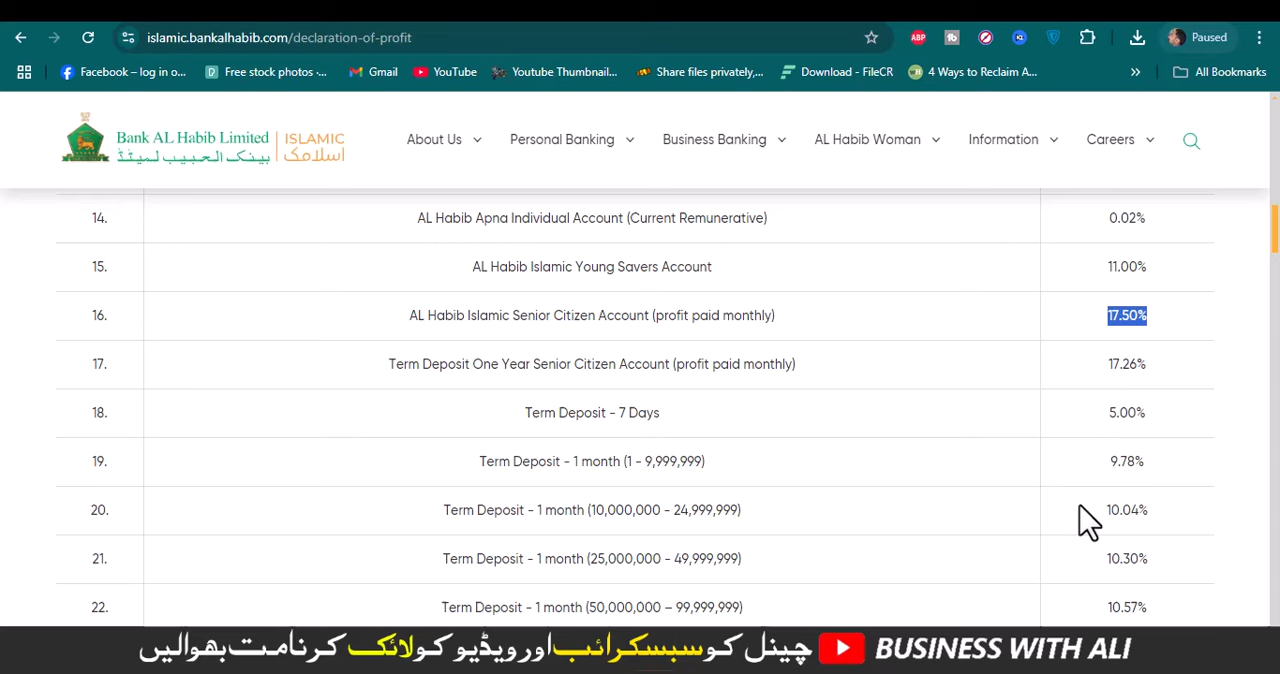 islamic.bankalhabib.com/declaration-of-profit
ABP
Paused
Facebook – log in o...
Free stock photos -...
Gmail
YouTube
Youtube Thumbnail...
Share files privately,...
Download - FileCR
4 Ways to Reclaim A...
»
All Bookmarks
Bank AL Habib Limited | ISLAMIC
بینک الحبیب لمیٹڈ | اسلامک
About Us
Personal Banking
Business Banking
AL Habib Woman
Information
Careers
14. AL Habib Apna Individual Account (Current Remunerative) 0.02%
15. AL Habib Islamic Young Savers Account 11.00%
16. AL Habib Islamic Senior Citizen Account (profit paid monthly) 17.50%
17. Term Deposit One Year Senior Citizen Account (profit paid monthly) 17.26%
18. Term Deposit - 7 Days 5.00%
19. Term Deposit - 1 month (1 - 9,999,999) 9.78%
20. Term Deposit - 1 month (10,000,000 - 24,999,999) 10.04%
21. Term Deposit - 1 month (25,000,000 - 49,999,999) 10.30%
22. Term Deposit - 1 month (50,000,000 – 99,999,999) 10.57%
چینل کو سبسکرائب اور ویڈیو کو لائک کرنا مت بھوالیں
BUSINESS WITH ALI